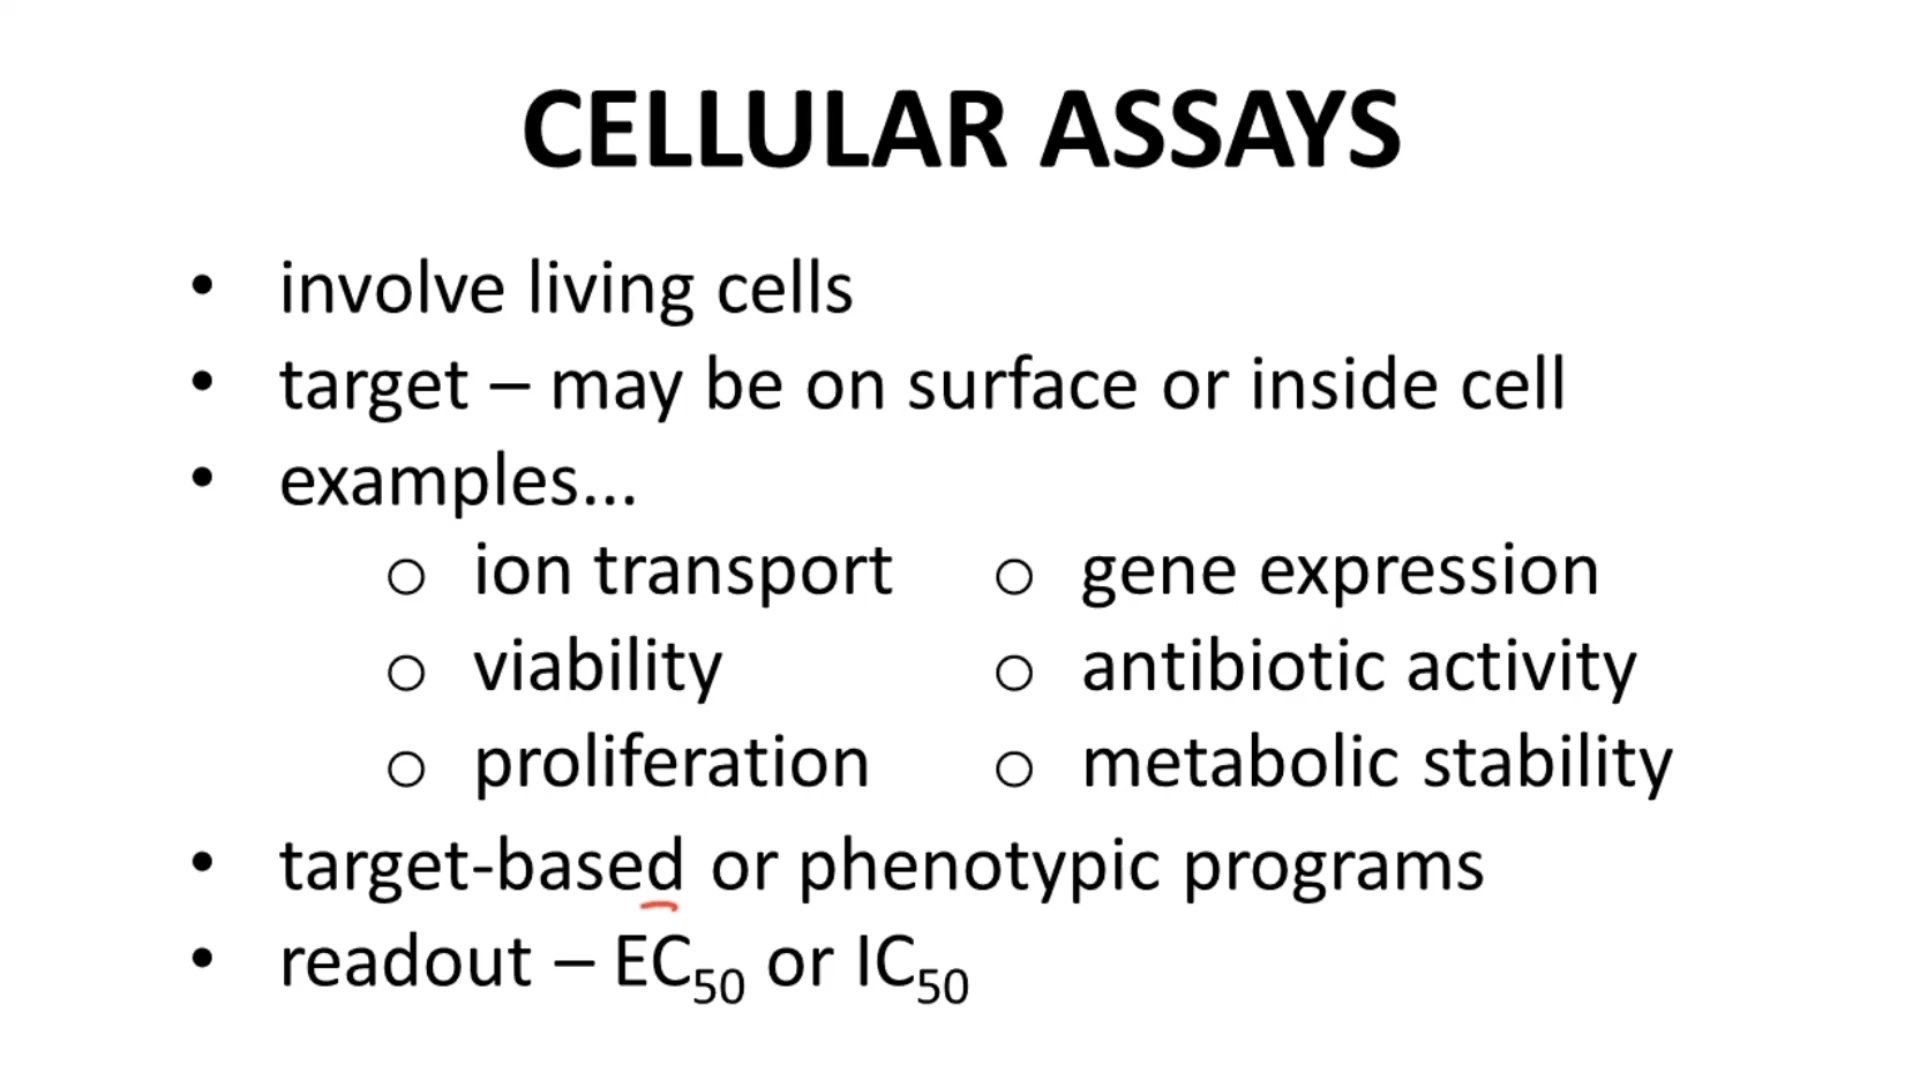 CELLULAR ASSAYS
• involve living cells
• target – may be on surface or inside cell
• examples...
o ion transport
o viability
o proliferation
o gene expression
o antibiotic activity
o metabolic stability
• target-based or phenotypic programs
• readout – EC50 or IC50